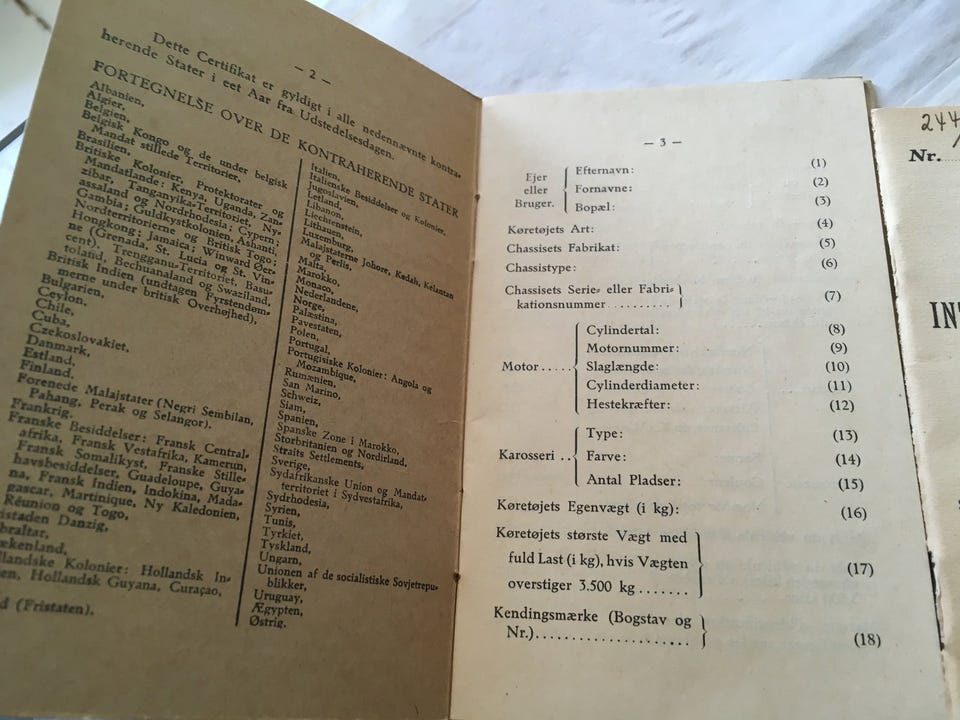 — 2 —
Dette Certifikat er gyldigt i alle nedennævnte kontra-
herende Stater i eet Aar fra Udstedelsesdagen.
FORTEGNELSE OVER DE KONTRAHERENDE STATER
Albanien,
Algier,
Belgien,
Belgisk Kongo og de under belgisk
Mandat stillede Territorier,
Brasilien,
Britiske Kolonier, Protektorater og
Mandatlande: Kenya, Uganda, Zan-
zibar, Tanganyika-Territoriet, Ny-
assaland og Nordrhodesia; Cypern;
Gambia; Guldkystkolonien, Ashanti,
Nordterritorierne og Britisk Togo;
Hongkong; Jamaica; Winward Øer-
ne (Grenada, St. Lucia og St. Vin-
cent). Trengganu-Territoriet, Basu-
toland, Bechuanaland og Swaziland,
Britisk Indien (undtagen Fyrstendøm-
merne under britisk Overhøjhed),
Bulgarien,
Ceylon,
Chile,
Cuba,
Czekoslovakiet,
Danmark,
Estland,
Finland,
Forenede Malajstater (Negri Sembilan,
Pahang, Perak og Selangor).
Frankrig.
Franske Besiddelser: Fransk Central-
afrika, Fransk Vestafrika, Kamerun,
Fransk Somalikyst, Franske Stille-
havsbesiddelser, Guadeloupe, Guya-
na, Fransk Indien, Indokina, Mada-
gascar, Martinique, Ny Kaledonien,
Réunion og Togo,
istaden Danzig,
ibraltar,
ækenland,
llandske Kolonier: Hollandsk In-
en, Hollandsk Guyana, Curaçao,
d (Fristaten).
Italien,
Italienske Besiddelser og Kolonier,
Jugoslavien,
Letland,
Libanon,
Liechtenstein,
Lithauen,
Luxemburg,
Malajstaterne Johore, Kedah, Kelantan
og Perlis,
Malta,
Marokko,
Monaco,
Nederlandene,
Norge,
Palæstina,
Pavestaten,
Polen,
Portugal,
Portugisiske Kolonier: Angola og
Mozambique,
Rumænien,
San Marino,
Schweiz,
Siam,
Spanien,
Spanske Zone i Marokko,
Storbritanien og Nordirland,
Straits Settlements,
Sverige,
Sydafrikanske Union og Mandat-
territoriet i Sydvestafrika,
Sydrhodesia,
Syrien,
Tunis,
Tyrkiet,
Tyskland,
Ungarn,
Unionen af de socialistiske Sovjetrepu-
blikker,
Uruguay,
Ægypten,
Østrig.
— 3 —
Ejer
eller
Bruger.
Efternavn: (1)
Fornavne: (2)
Bopæl: (3)
Køretøjets Art: (4)
Chassisets Fabrikat: (5)
Chassistype: (6)
Chassisets Serie- eller Fabri-
kationsnummer .......... (7)
Motor .....
Cylindertal: (8)
Motornummer: (9)
Slaglængde: (10)
Cylinderdiameter: (11)
Hestekræfter: (12)
Karosseri ..
Type: (13)
Farve: (14)
Antal Pladser: (15)
Køretøjets Egenvægt (i kg): (16)
Køretøjets største Vægt med
fuld Last (i kg), hvis Vægten
overstiger 3.500 kg ....... (17)
Kendingsmærke (Bogstav og
Nr.)...................... (18)
244
Nr.
INT